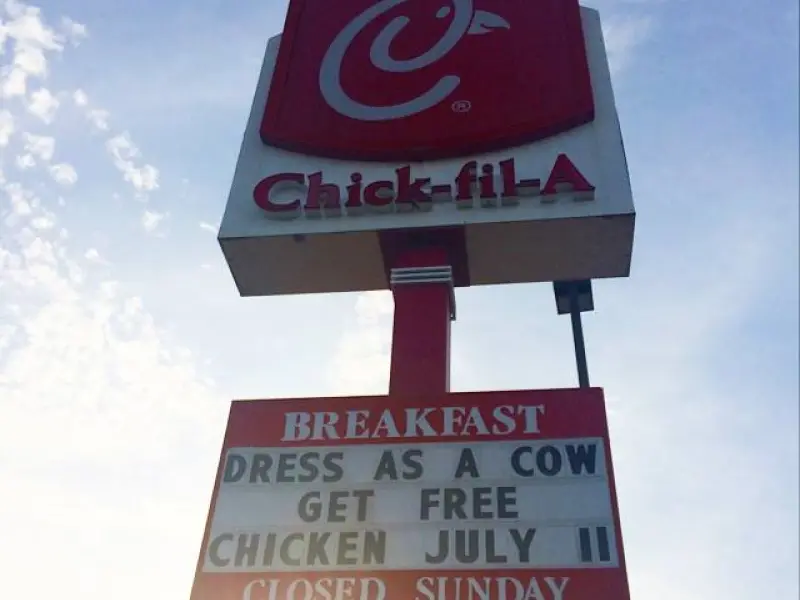 ®
Chick-fil-A
BREAKFAST
DRESS AS A COW
GET FREE
CHICKEN JULY 11
CLOSED SUNDAY